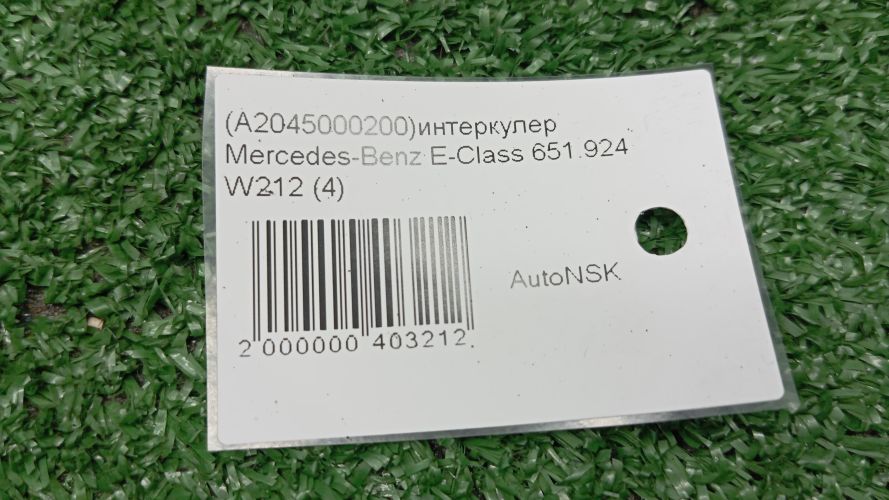 (A2045000200)интеркулер
Mercedes-Benz E-Class 651.924
W212 (4)
AutoNSK
2 000000 403212